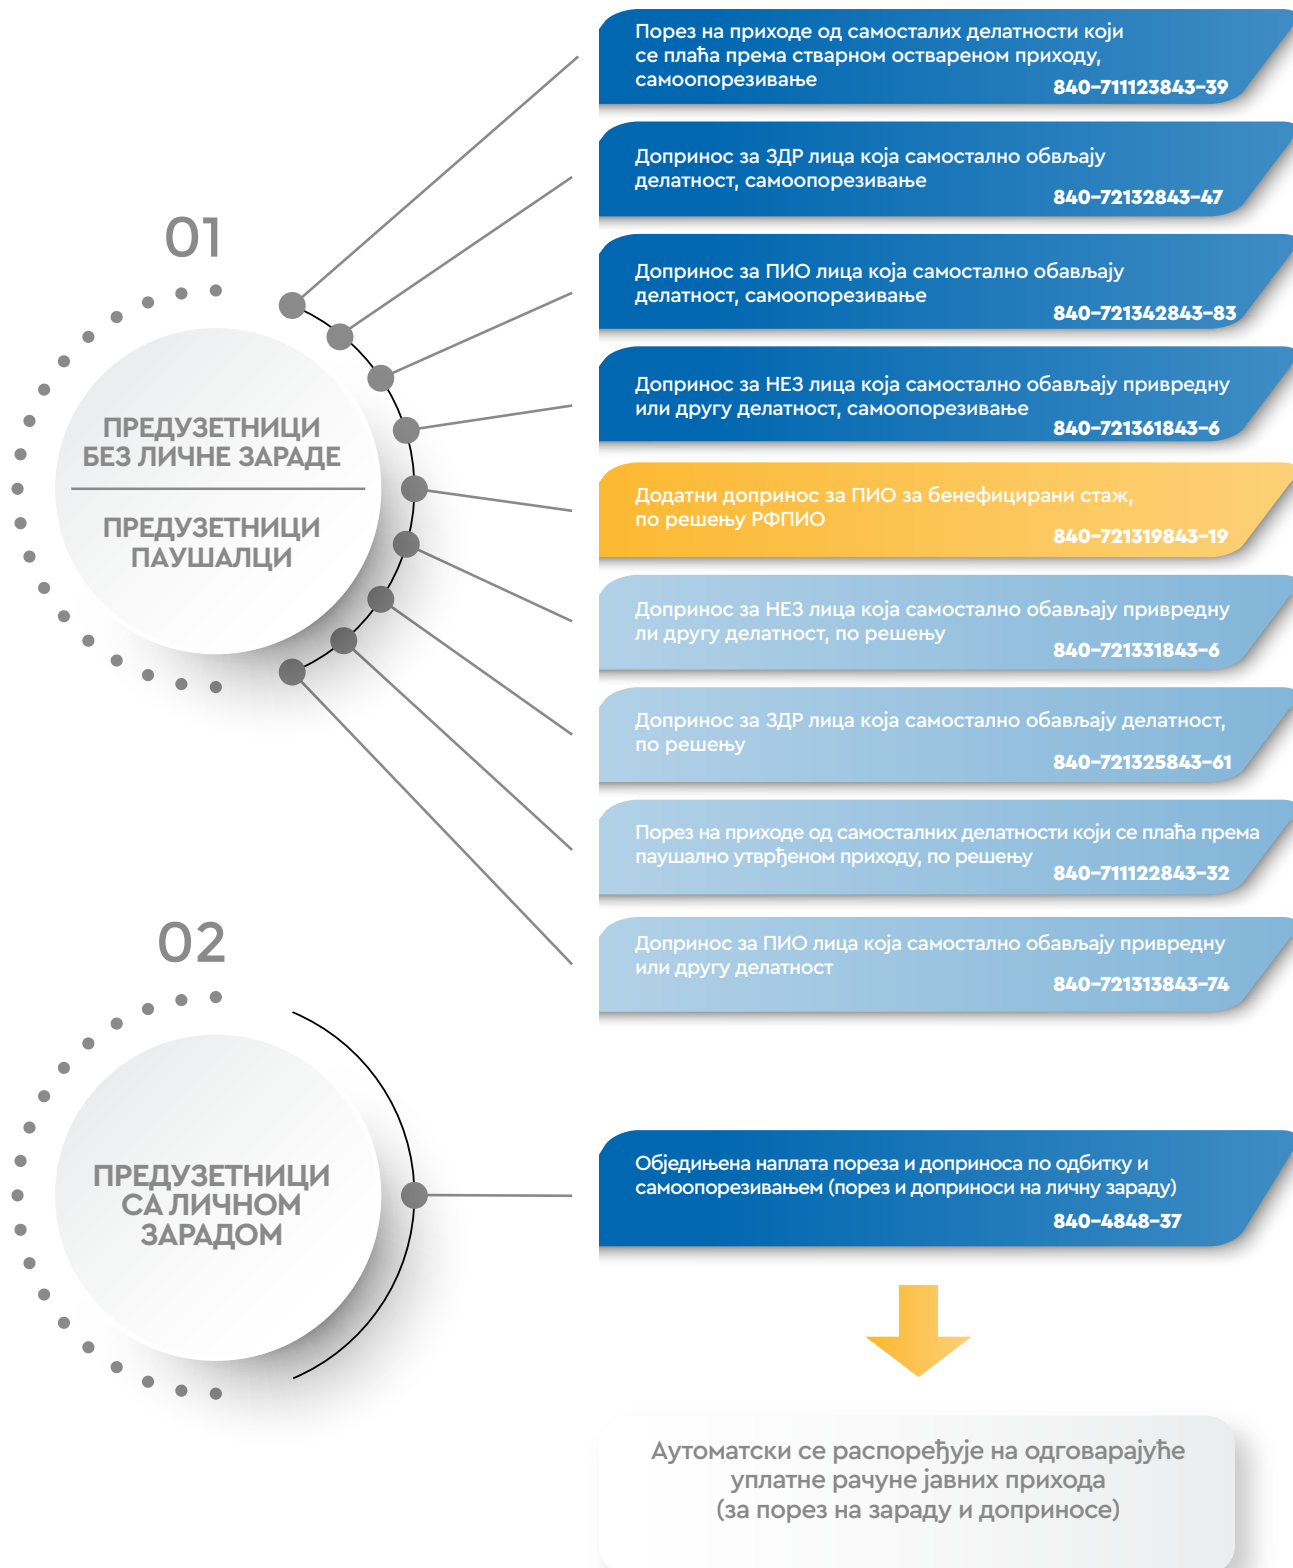 01
ПРЕДУЗЕТНИЦИ
БЕЗ ЛИЧНЕ ЗАРАДЕ
ПРЕДУЗЕТНИЦИ
ПАУШАЛЦИ
Порез на приходе од самосталих делатности који
се плаћа према стварном оствареном приходу,
самоопорезивање
840-711123843-39
Допринос за ЗДР лица која самостално обвљају
делатност, самоопорезивање
840-72132843-47
Допринос за ПИО лица која самостално обављају
делатност, самоопорезивање
840-721342843-83
Допринос за НЕЗ лица која самостално обављају привредну
или другу делатност, самоопорезивање
840-721361843-6
Додатни допринос за ПИО за бенефицирани стаж,
по решењу РФПИО
840-721319843-19
Допринос за НЕЗ лица која самостално обављају привредну
ли другу делатност, по решењу
840-721331843-6
Допринос за ЗДР лица која самостално обављају делатност,
по решењу
840-721325843-61
Порез на приходе од самосталних делатности који се плаћа према
паушално утврђеном приходу, по решењу
840-711122843-32
Допринос за ПИО лица која самостално обављају привредну
или другу делатност
840-721313843-74
02
ПРЕДУЗЕТНИЦИ
СА ЛИЧНОМ
ЗАРАДОМ
Обједињена наплата пореза и доприноса по одбитку и
самоопорезивањем (порез и доприноси на личну зараду)
840-4848-37
Аутоматски се распоређује на одговарајуће
уплатне рачуне јавних прихода
(за порез на зараду и доприносе)